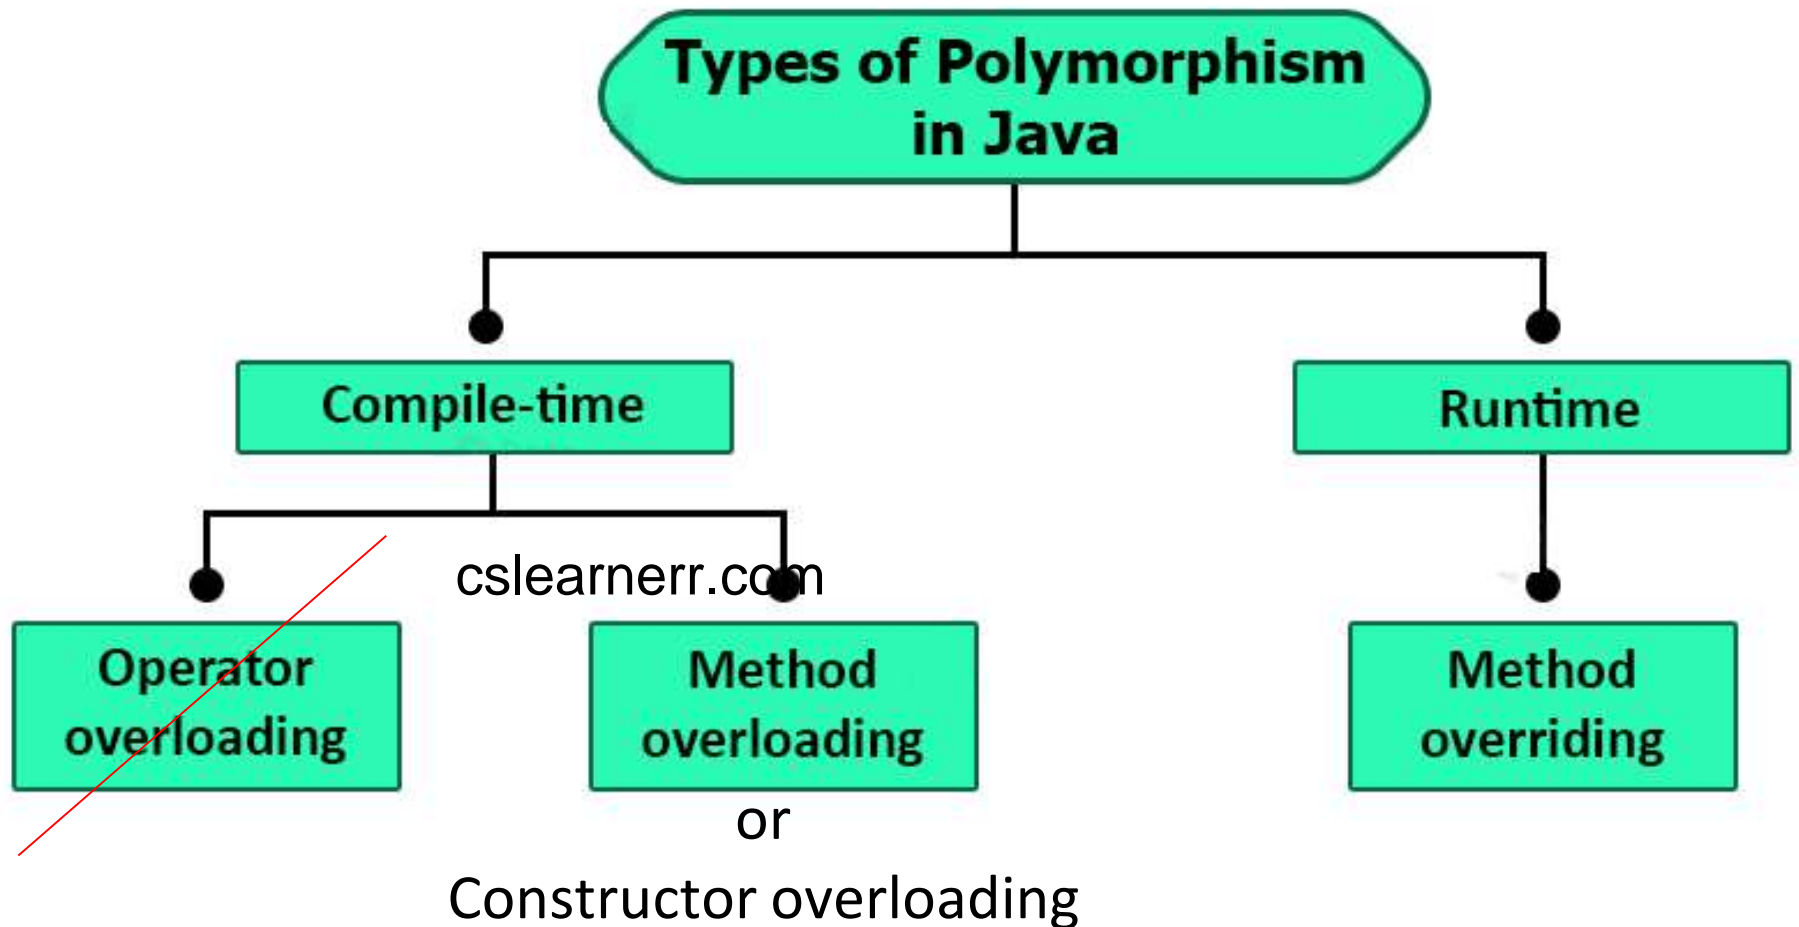 Types of Polymorphism
in Java
Compile-time
Runtime
cslearnerr.com
Operator
overloading
Method
overloading
Method
overriding
or
Constructor overloading